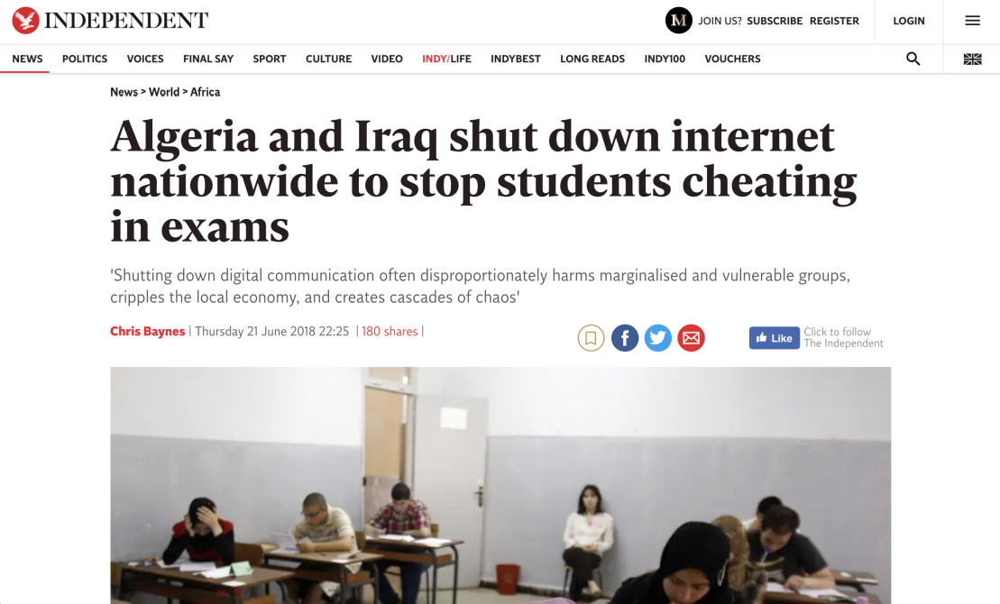 INDEPENDENT
M JOIN US? SUBSCRIBE REGISTER LOGIN
NEWS POLITICS VOICES FINAL SAY SPORT CULTURE VIDEO INDY/LIFE INDYBEST LONG READS INDY100 VOUCHERS
News > World > Africa
Algeria and Iraq shut down internet
nationwide to stop students cheating
in exams
'Shutting down digital communication often disproportionately harms marginalised and vulnerable groups,
cripples the local economy, and creates cascades of chaos'
Chris Baynes | Thursday 21 June 2018 22:25 | 180 shares |
f Like Click to follow
The Independent